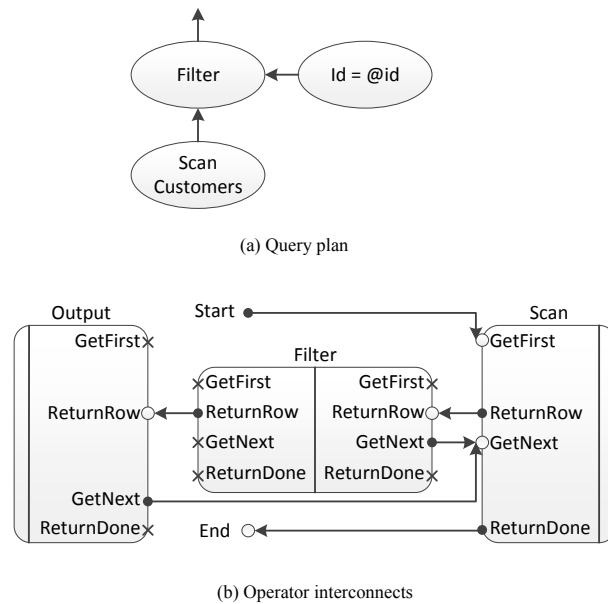 Filter
Id = @id
Scan
Customers
(a) Query plan
Output
Start
Scan
GetFirst
GetFirst
Filter
GetFirst
GetFirst
ReturnRow
ReturnRow
ReturnRow
ReturnRow
GetNext
GetNext
GetNext
ReturnDone
ReturnDone
GetNext
ReturnDone
End
ReturnDone
(b) Operator interconnects